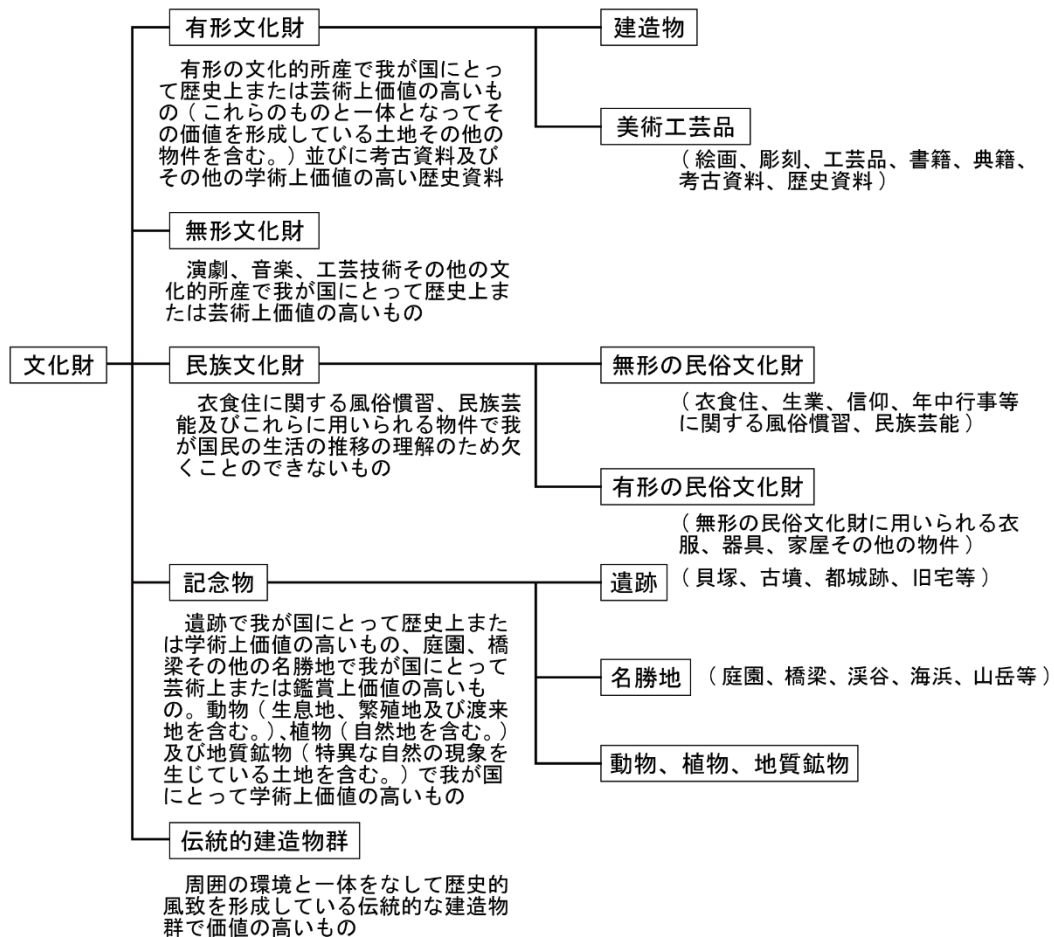 有形文化財
有形の文化的所産で我が国にとっ
て歴史上または芸術上価値の高いも
の（これらのものと一体となってそ
の価値を形成している土地その他の
物件を含む。）並びに考古資料及び
その他の学術上価値の高い歴史資料
建造物
美術工芸品
（絵画、彫刻、工芸品、書籍、典籍、
考古資料、歴史資料）
無形文化財
演劇、音楽、工芸技術その他の文
化的所産で我が国にとって歴史上ま
たは芸術上価値の高いもの
文化財
民族文化財
衣食住に関する風俗慣習、民族芸
能及びこれらに用いられる物件で我
が国民の生活の推移の理解のため欠
くことのできないもの
無形の民俗文化財
（衣食住、生業、信仰、年中行事等
に関する風俗慣習、民族芸能）
有形の民俗文化財
（無形の民俗文化財に用いられる衣
服、器具、家屋その他の物件）
記念物
遺跡で我が国にとって歴史上また
は学術上価値の高いもの、庭園、橋
梁その他の名勝地で我が国にとって
芸術上または鑑賞上価値の高いも
の。動物（生息地、繁殖地及び渡来
地を含む。）、植物（自然地を含む。）
及び地質鉱物（特異な自然の現象を
生じている土地を含む。）で我が国
にとって学術上価値の高いもの
遺跡（貝塚、古墳、都城跡、旧宅等）
名勝地（庭園、橋梁、渓谷、海浜、山岳等）
動物、植物、地質鉱物
伝統的建造物群
周囲の環境と一体をなして歴史的
風致を形成している伝統的な建造物
群で価値の高いもの